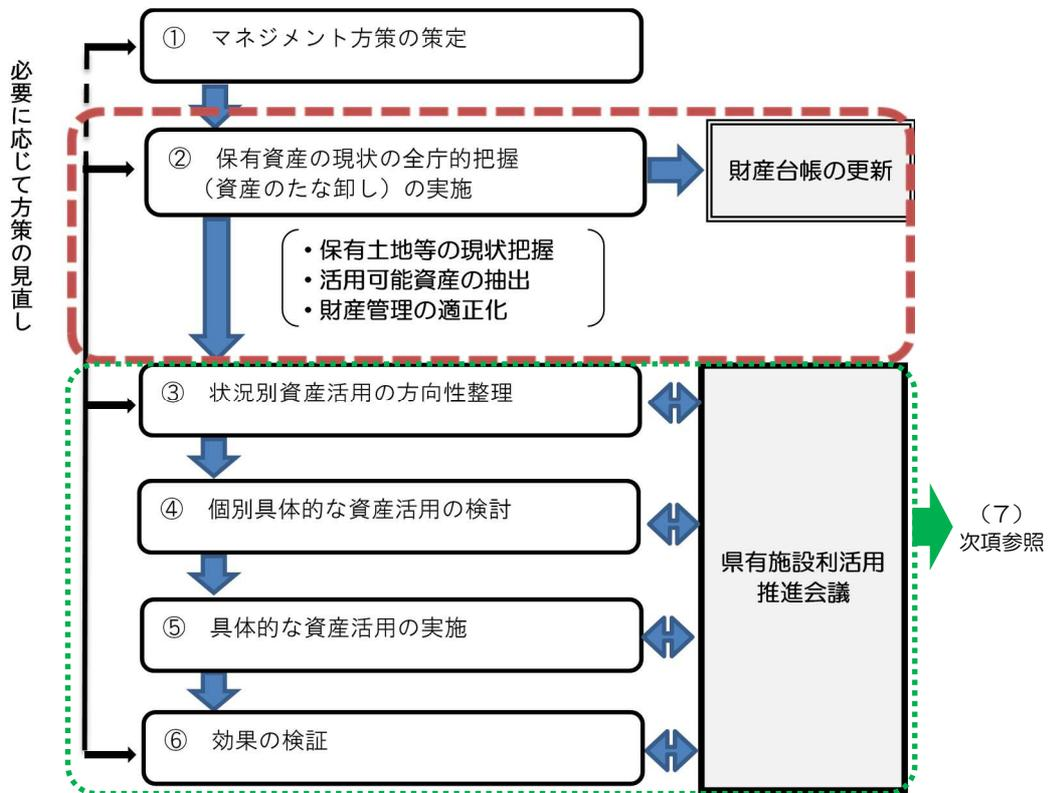 必要に応じて方策の見直し
① マネジメント方策の策定
② 保有資産の現状の全庁的把握
（資産のたな卸し）の実施
財産台帳の更新
・保有土地等の現状把握
・活用可能資産の抽出
・財産管理の適正化
③ 状況別資産活用の方向性整理
④ 個別具体的な資産活用の検討
⑤ 具体的な資産活用の実施
⑥ 効果の検証
県有施設利活用
推進会議
（７）
次項参照